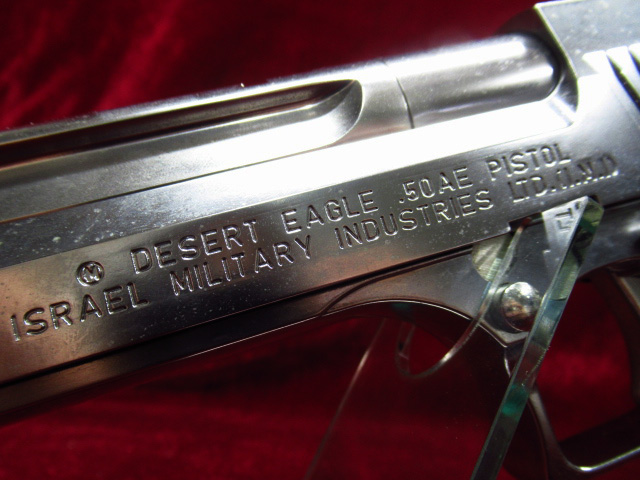 Ⓜ DESERT EAGLE .50AE PISTOL
ISRAEL MILITARY INDUSTRIES LTD.(I.M.I)